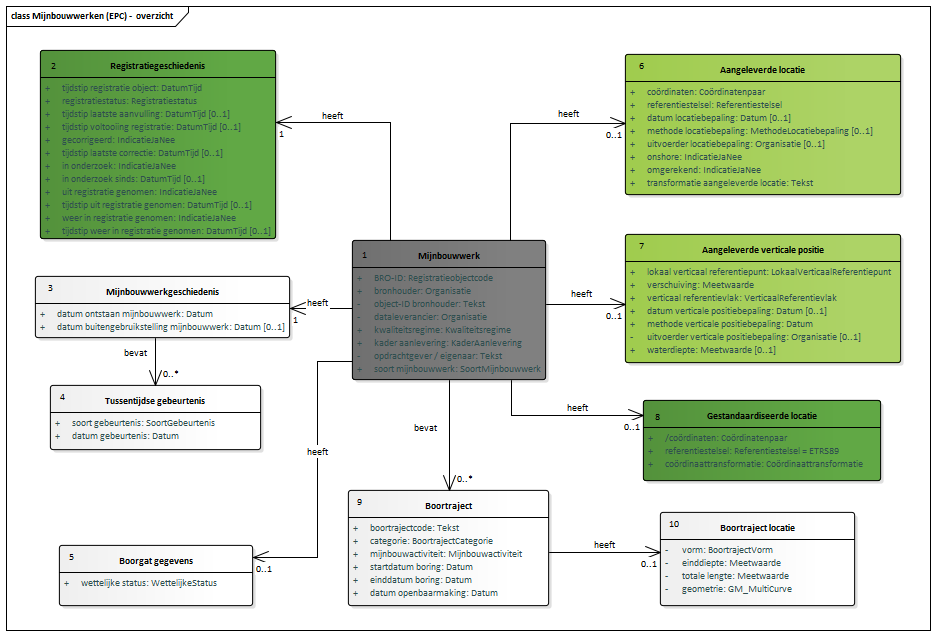 class Mijnbouwwerken (EPC) - overzicht
2
Registratiegeschiedenis
+ tijdstip registratie object: DatumTijd
+ registratiestatus: Registratiestatus
+ tijdstip laatste aanvulling: DatumTijd [0..1]
+ tijdstip voltooiing registratie: DatumTijd [0..1]
+ gecorrigeerd: IndicatieJaNee
+ tijdstip laatste correctie: DatumTijd [0..1]
+ in onderzoek: IndicatieJaNee
+ in onderzoek sinds: DatumTijd [0..1]
+ uit registratie genomen: IndicatieJaNee
+ tijdstip uit registratie genomen: DatumTijd [0..1]
+ weer in registratie genomen: IndicatieJaNee
+ tijdstip weer in registratie genomen: DatumTijd [0..1]
heeft
1
heeft
0..1
6
Aangeleverde locatie
+ coördinaten: Coördinatenpaar
+ referentiestelsel: Referentiestelsel
+ datum locatiebepaling: Datum [0..1]
+ methode locatiebepaling: MethodeLocatiebepaling [0..1]
+ uitvoerder locatiebepaling: Organisatie [0..1]
+ onshore: IndicatieJaNee
+ omgerekend: IndicatieJaNee
+ transformatie aangeleverde locatie: Tekst
1
Mijnbouwwerk
+ BRO-ID: Registratieobjectcode
+ bronhouder: Organisatie
- object-ID bronhouder: Tekst
- dataleverancier: Organisatie
+ kwaliteitsregime: Kwaliteitsregime
+ kader aanlevering: KaderAanlevering
- opdrachtgever / eigenaar: Tekst
+ soort mijnbouwwerk: SoortMijnbouwwerk
heeft
0..1
7
Aangeleverde verticale positie
+ lokaal verticaal referentiepunt: LokaalVerticaalReferentiepunt
+ verschuiving: Meetwaarde
+ verticaal referentievlak: VerticaalReferentievlak
+ datum verticale positiebepaling: Datum [0..1]
+ methode verticale positiebepaling: Datum
- uitvoerder verticale positiebepaling: Organisatie [0..1]
+ waterdiepte: Meetwaarde [0..1]
3
Mijnbouwwerkgeschiedenis
+ datum ontstaan mijnbouwwerk: Datum
+ datum buitengebruikstelling mijnbouwwerk: Datum [0..1]
heeft
1
bevat
0..*
4
Tussentijdse gebeurtenis
+ soort gebeurtenis: SoortGebeurtenis
+ datum gebeurtenis: Datum
heeft
0..1
bevat
0..*
heeft
0..1
8
Gestandaardiseerde locatie
+ /coördinaten: Coördinatenpaar
+ referentiestelsel: Referentiestelsel = ETRS89
+ coördinaattransformatie: Coördinaattransformatie
5
Boorgat gegevens
+ wettelijke status: WettelijkeStatus
9
Boortraject
+ boortrajectcode: Tekst
+ categorie: BoortrajectCategorie
+ mijnbouwactiviteit: Mijnbouwactiviteit
+ startdatum boring: Datum
+ einddatum boring: Datum
+ datum openbaarmaking: Datum
heeft
0..1
10
Boortraject locatie
- vorm: BoortrajectVorm
- einddiepte: Meetwaarde
- totale lengte: Meetwaarde
- geometrie: GM_MultiCurve